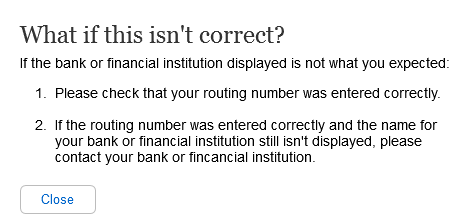 What if this isn't correct?
If the bank or financial institution displayed is not what you expected:
1. Please check that your routing number was entered correctly.
2. If the routing number was entered correctly and the name for
your bank or financial institution still isn't displayed, please
contact your bank or fincancial institution.
Close